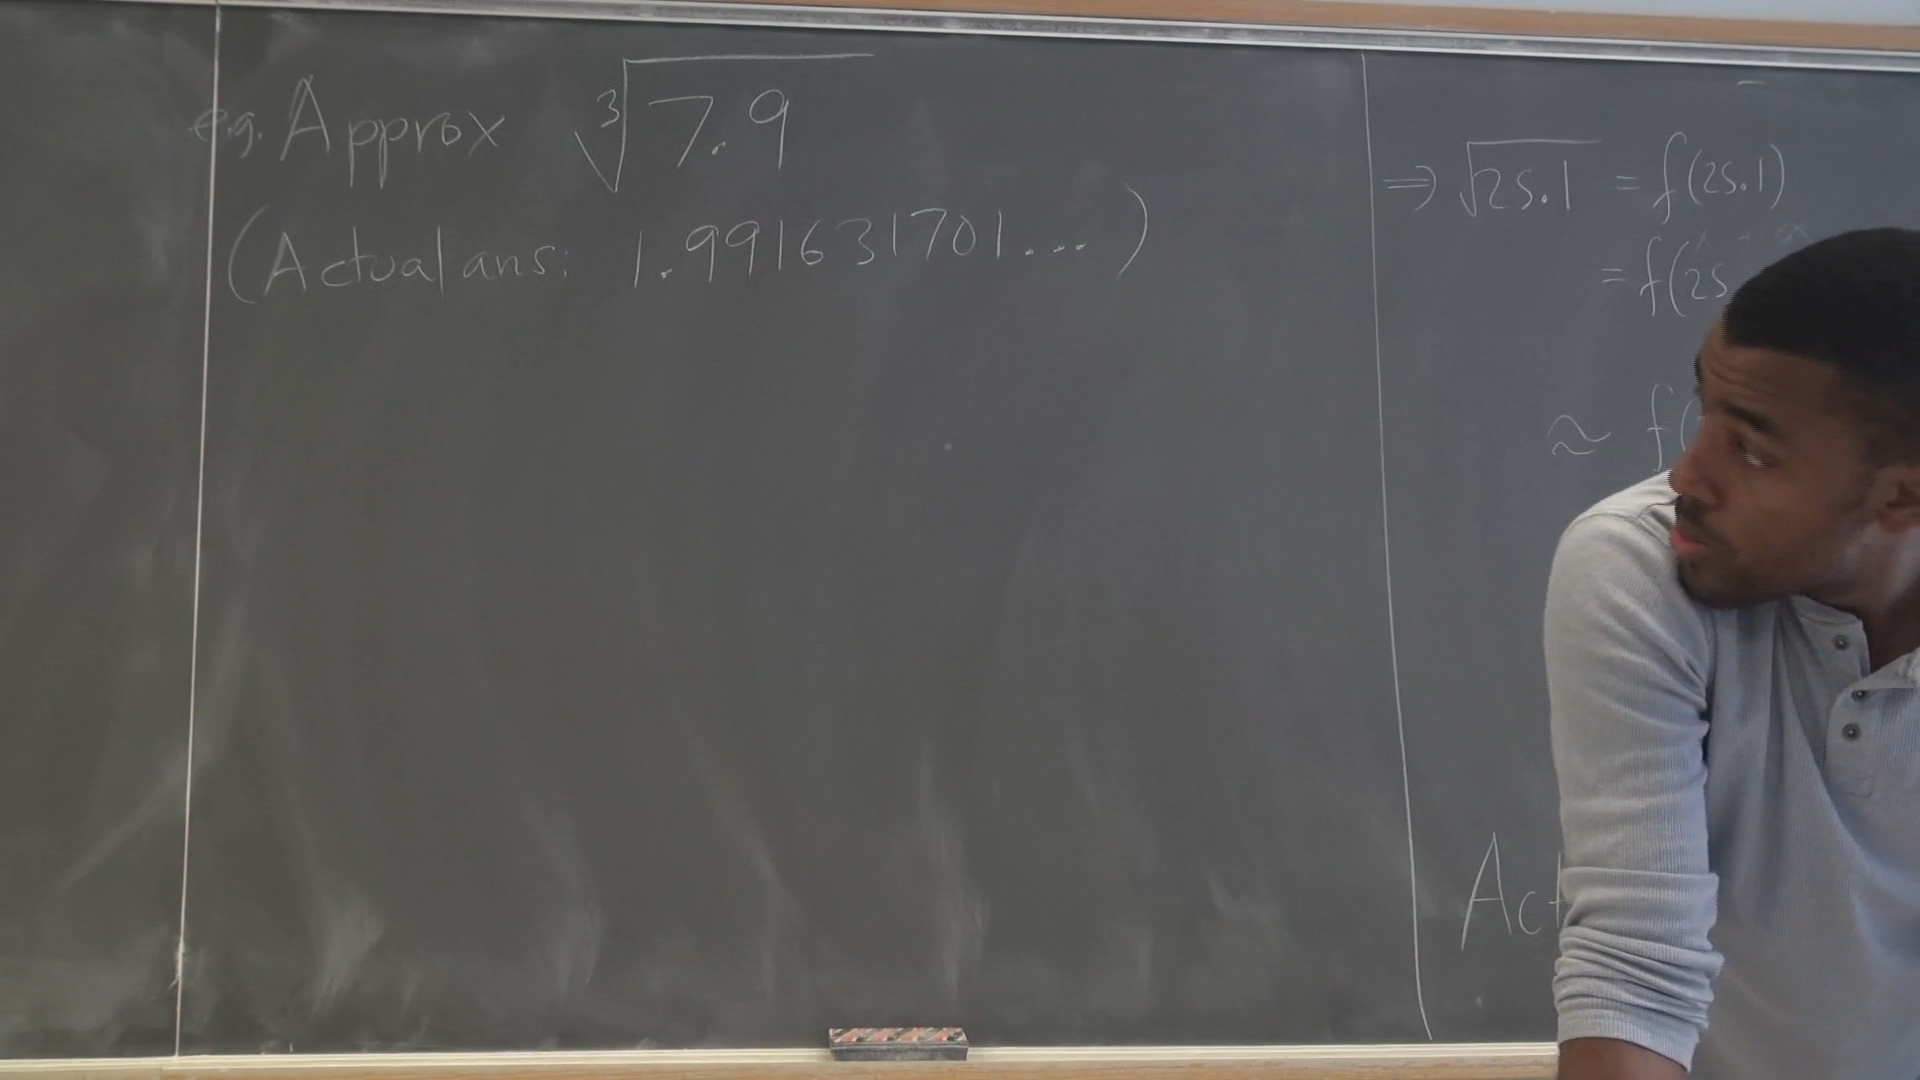 e.g. Approx ∛7.9
(Actual ans: 1.991631701...)
⇒ √25.1 = f(25.1)
= f(25
≈ f(
Act